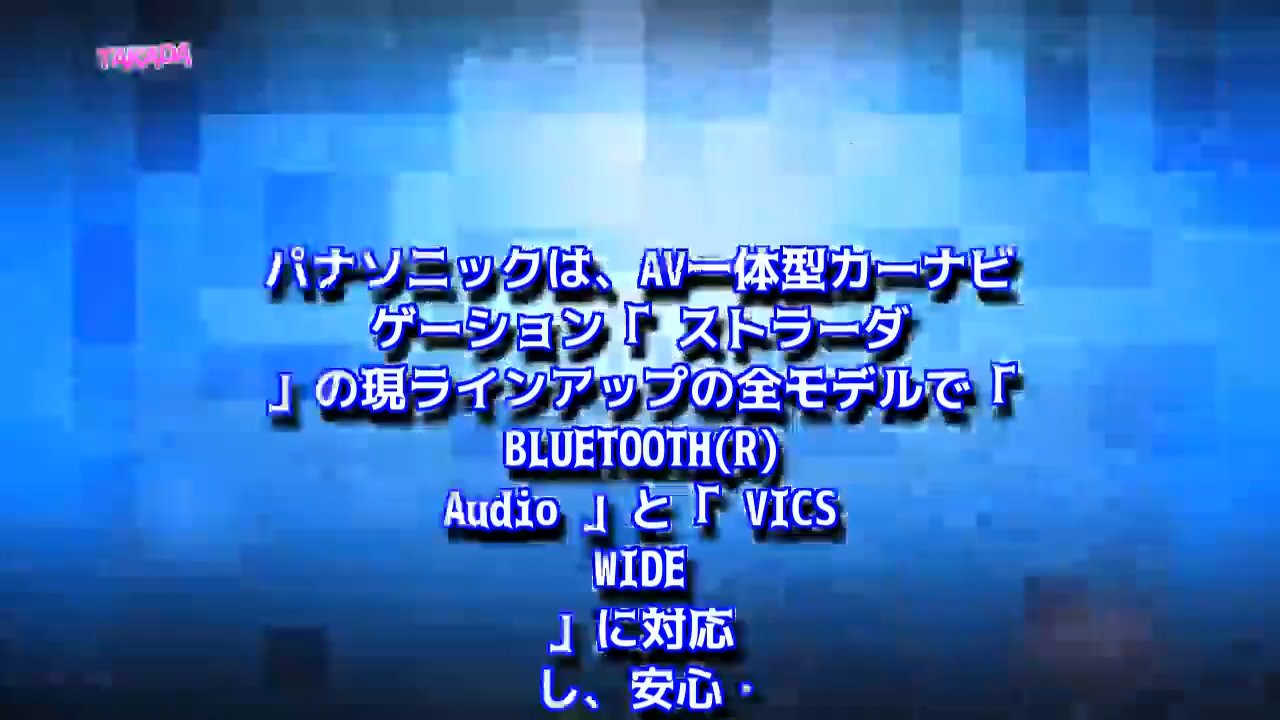 TAKADA
パナソニックは、AV一体型カーナビ
ゲーション「 ストラーダ
」の現ラインアップの全モデルで「
BLUETOOTH(R)
Audio 」と「 VICS
WIDE
」に対応
し、安心・